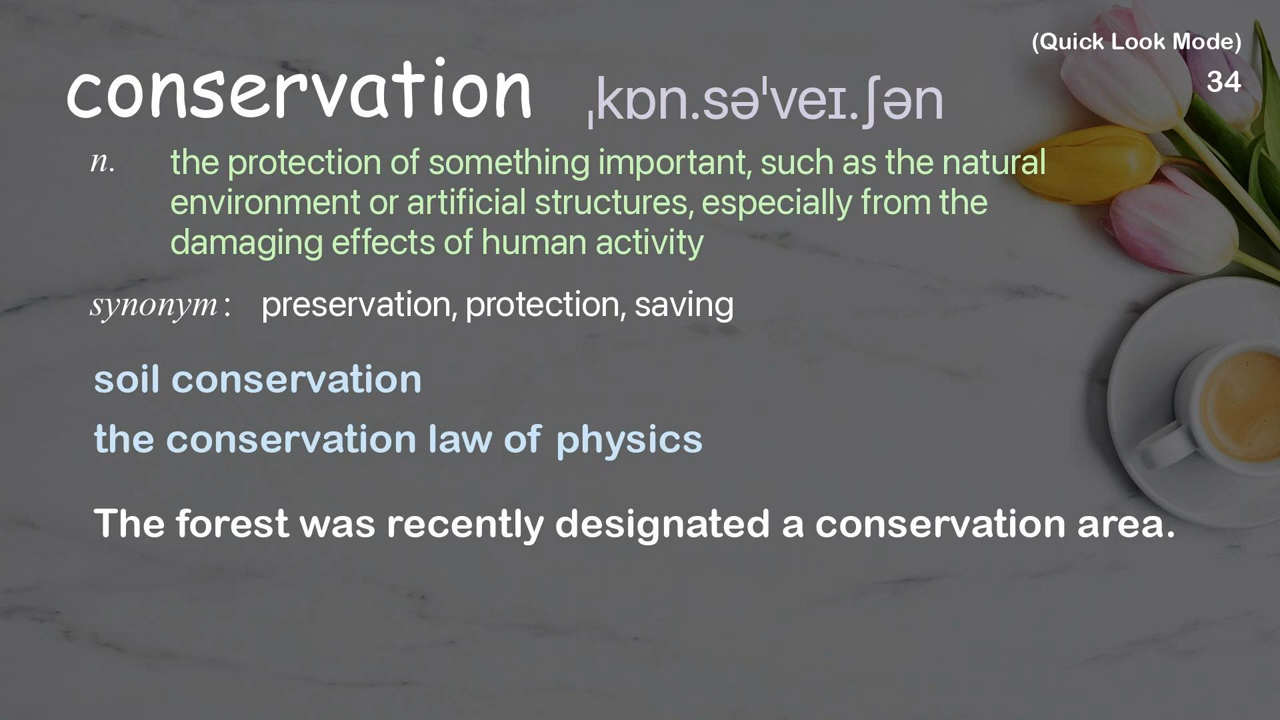 (Quick Look Mode)
conservation ˌkɒn.səˈveɪ.ʃən
34
n. the protection of something important, such as the natural
environment or artificial structures, especially from the
damaging effects of human activity
synonym: preservation, protection, saving
soil conservation
the conservation law of physics
The forest was recently designated a conservation area.